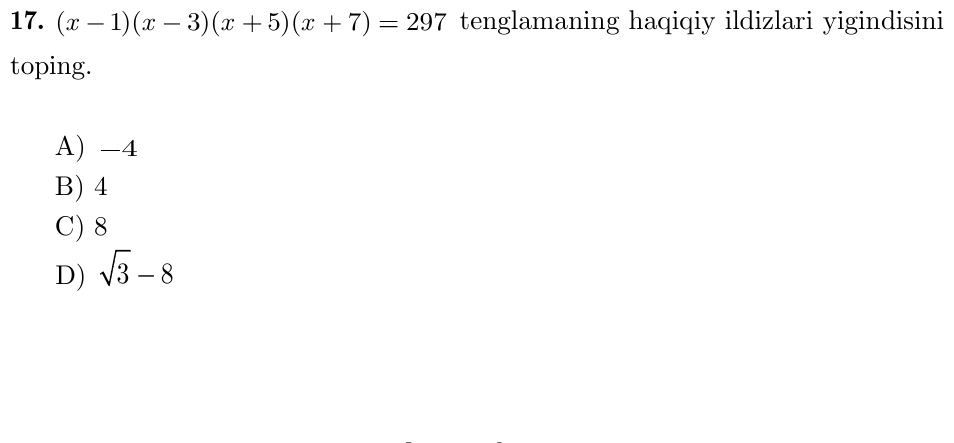 17. (x − 1)(x − 3)(x + 5)(x + 7) = 297 tenglamaning haqiqiy ildizlari yigindisini
toping.
A) −4
B) 4
C) 8
D) √3 − 8